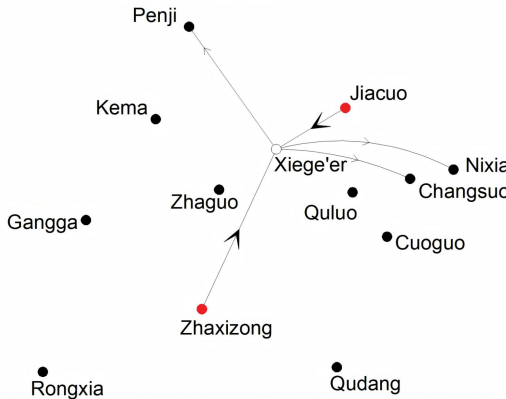 Penji
Jiacuo
Kema
Xiege'er
Nixia
Changsuo
Zhaguo
Quluo
Gangga
Cuoguo
Zhaxizong
Rongxia
Qudang